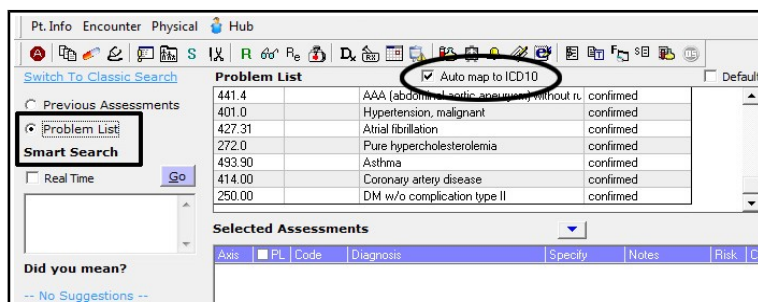 Pt. Info Encounter Physical Hub
S R Re Dx
Switch To Classic Search
Problem List Auto map to ICD10 Default
Previous Assessments
Problem List
Smart Search
Real Time Go
Did you mean?
-- No Suggestions --
441.4 AAA (abdominal aortic aneurysm) without ru confirmed
401.0 Hypertension, malignant confirmed
427.31 Atrial fibrillation confirmed
272.0 Pure hypercholesterolemia confirmed
493.90 Asthma confirmed
414.00 Coronary artery disease confirmed
250.00 DM w/o complication type II confirmed
Selected Assessments
Axis PL Code Diagnosis Specify Notes Risk C